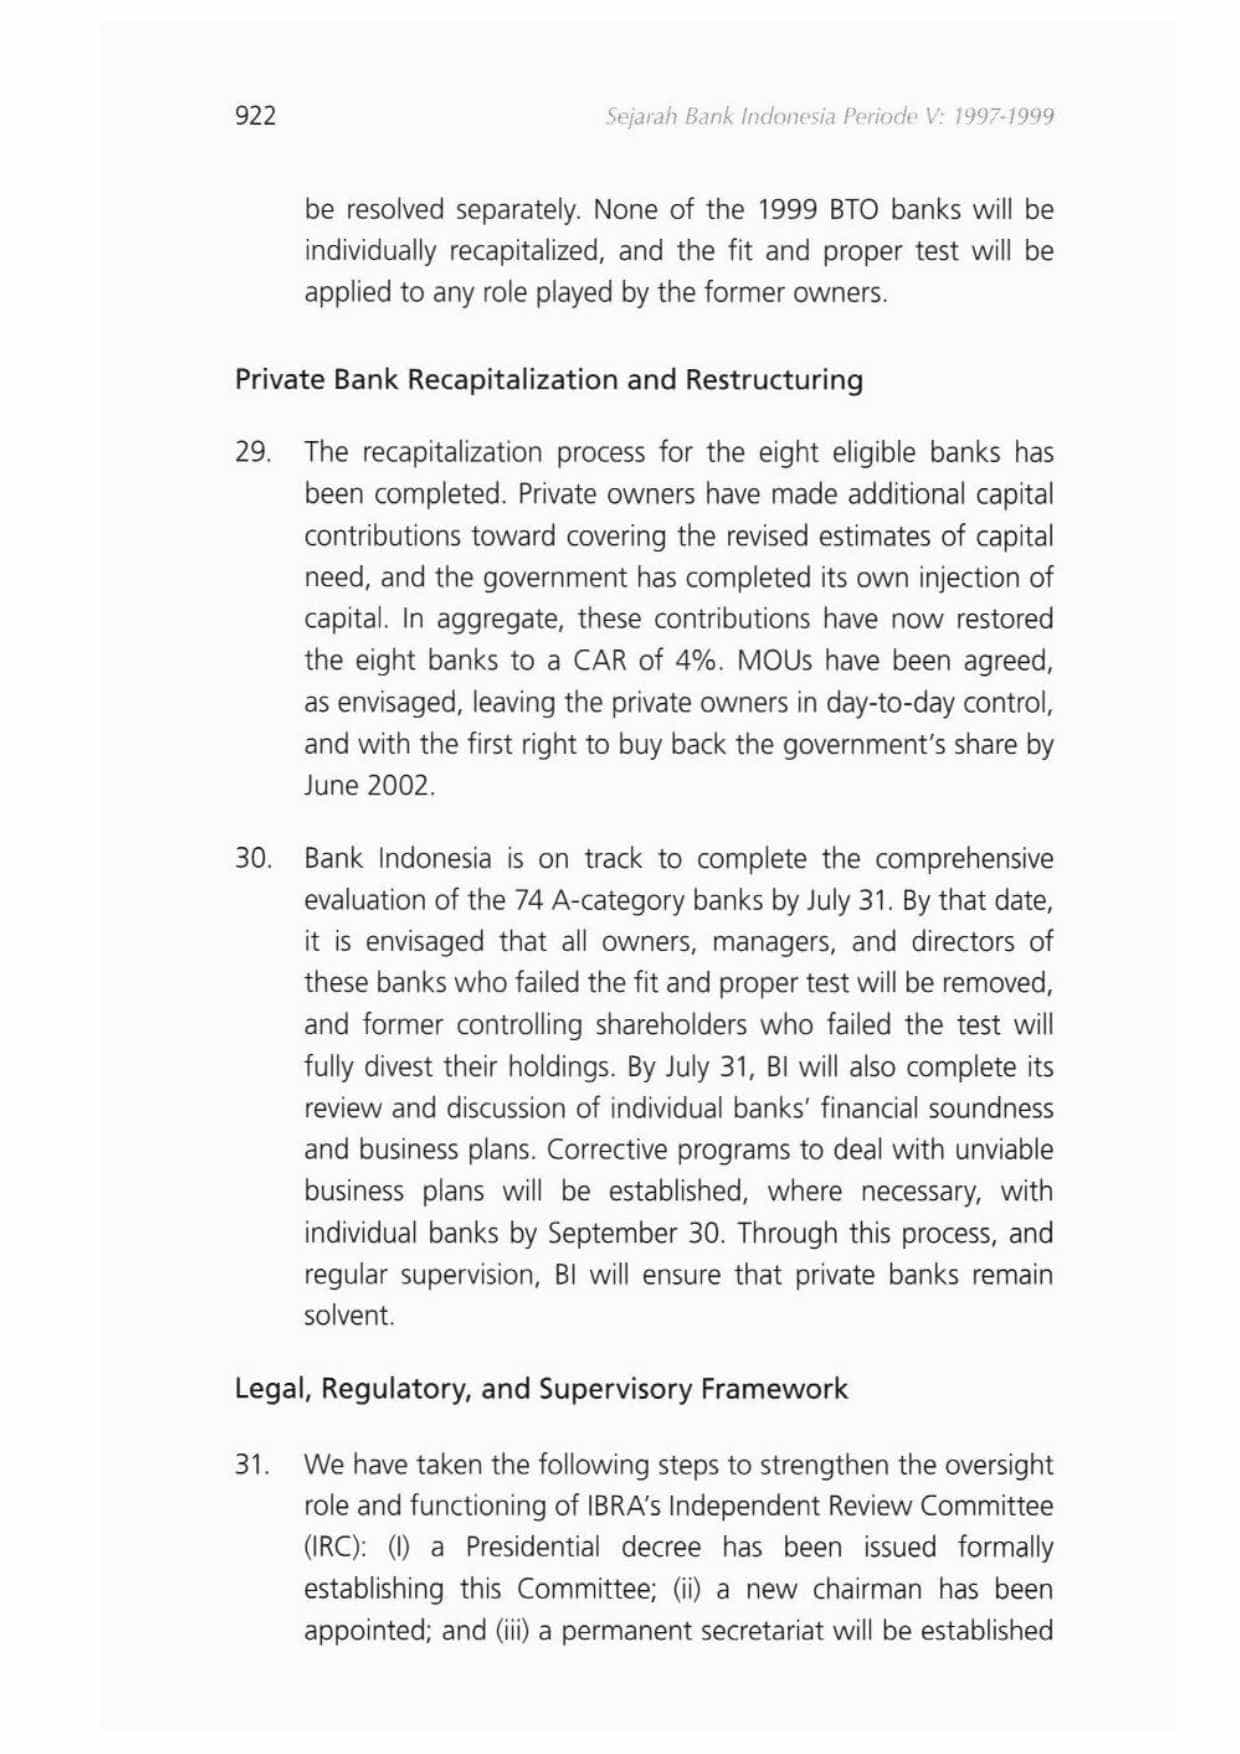 922
Sejarah Bank Indonesia Periode V: 1997-1999
be resolved separately. None of the 1999 BTO banks will be
individually recapitalized, and the fit and proper test will be
applied to any role played by the former owners.
Private Bank Recapitalization and Restructuring
29. The recapitalization process for the eight eligible banks has
been completed. Private owners have made additional capital
contributions toward covering the revised estimates of capital
need, and the government has completed its own injection of
capital. In aggregate, these contributions have now restored
the eight banks to a CAR of 4%. MOUs have been agreed,
as envisaged, leaving the private owners in day-to-day control,
and with the first right to buy back the government's share by
June 2002.
30. Bank Indonesia is on track to complete the comprehensive
evaluation of the 74 A-category banks by July 31. By that date,
it is envisaged that all owners, managers, and directors of
these banks who failed the fit and proper test will be removed,
and former controlling shareholders who failed the test will
fully divest their holdings. By July 31, BI will also complete its
review and discussion of individual banks' financial soundness
and business plans. Corrective programs to deal with unviable
business plans will be established, where necessary, with
individual banks by September 30. Through this process, and
regular supervision, BI will ensure that private banks remain
solvent.
Legal, Regulatory, and Supervisory Framework
31. We have taken the following steps to strengthen the oversight
role and functioning of IBRA's Independent Review Committee
(IRC): (I) a Presidential decree has been issued formally
establishing this Committee; (ii) a new chairman has been
appointed; and (iii) a permanent secretariat will be established